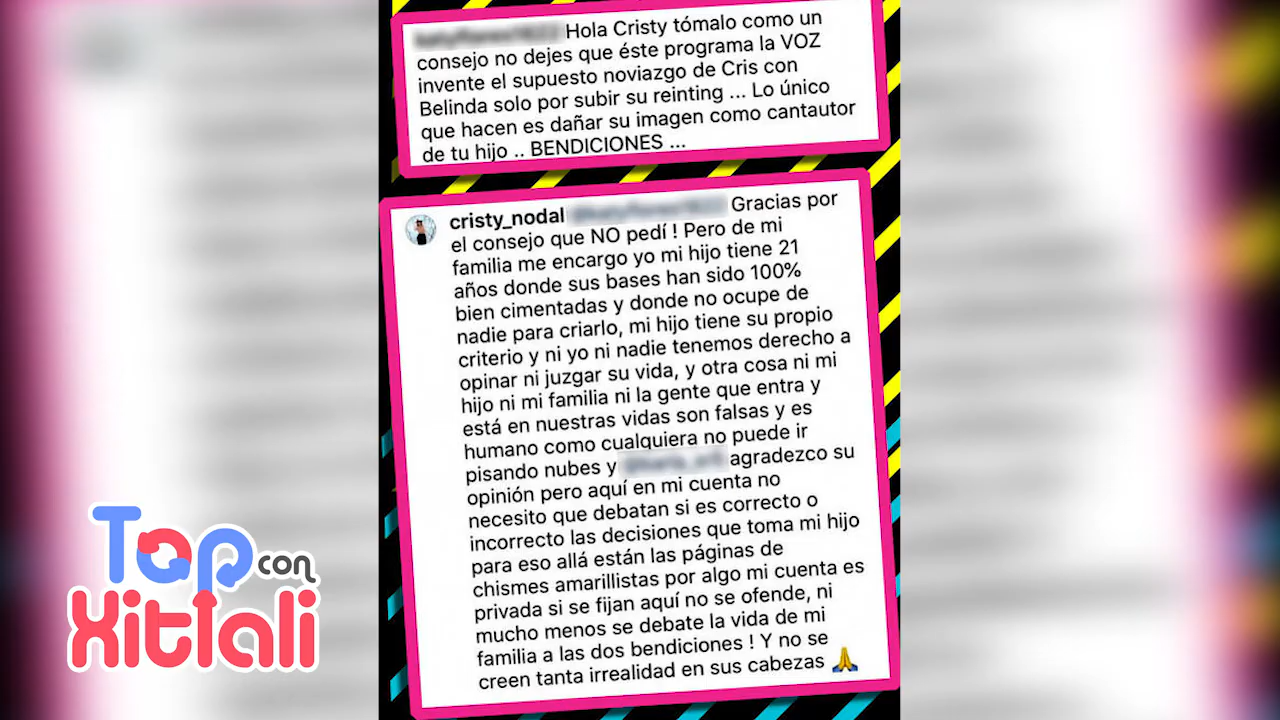 Hola Cristy tómalo como un
consejo no dejes que éste programa la VOZ
invente el supuesto noviazgo de Cris con
Belinda solo por subir su reinting ... Lo único
que hacen es dañar su imagen como cantautor
de tu hijo .. BENDICIONES ...
cristy_nodal Gracias por
el consejo que NO pedí ! Pero de mi
familia me encargo yo mi hijo tiene 21
años donde sus bases han sido 100%
bien cimentadas y donde no ocupe de
nadie para criarlo, mi hijo tiene su propio
criterio y ni yo ni nadie tenemos derecho a
opinar ni juzgar su vida, y otra cosa ni mi
hijo ni mi familia ni la gente que entra y
está en nuestras vidas son falsas y es
humano como cualquiera no puede ir
pisando nubes y agradezco su
opinión pero aquí en mi cuenta no
necesito que debatan si es correcto o
incorrecto las decisiones que toma mi hijo
para eso allá están las páginas de
chismes amarillistas por algo mi cuenta es
privada si se fijan aquí no se ofende, ni
mucho menos se debate la vida de mi
familia a las dos bendiciones ! Y no se
creen tanta irrealidad en sus cabezas 🙏
Top con
Xitlali